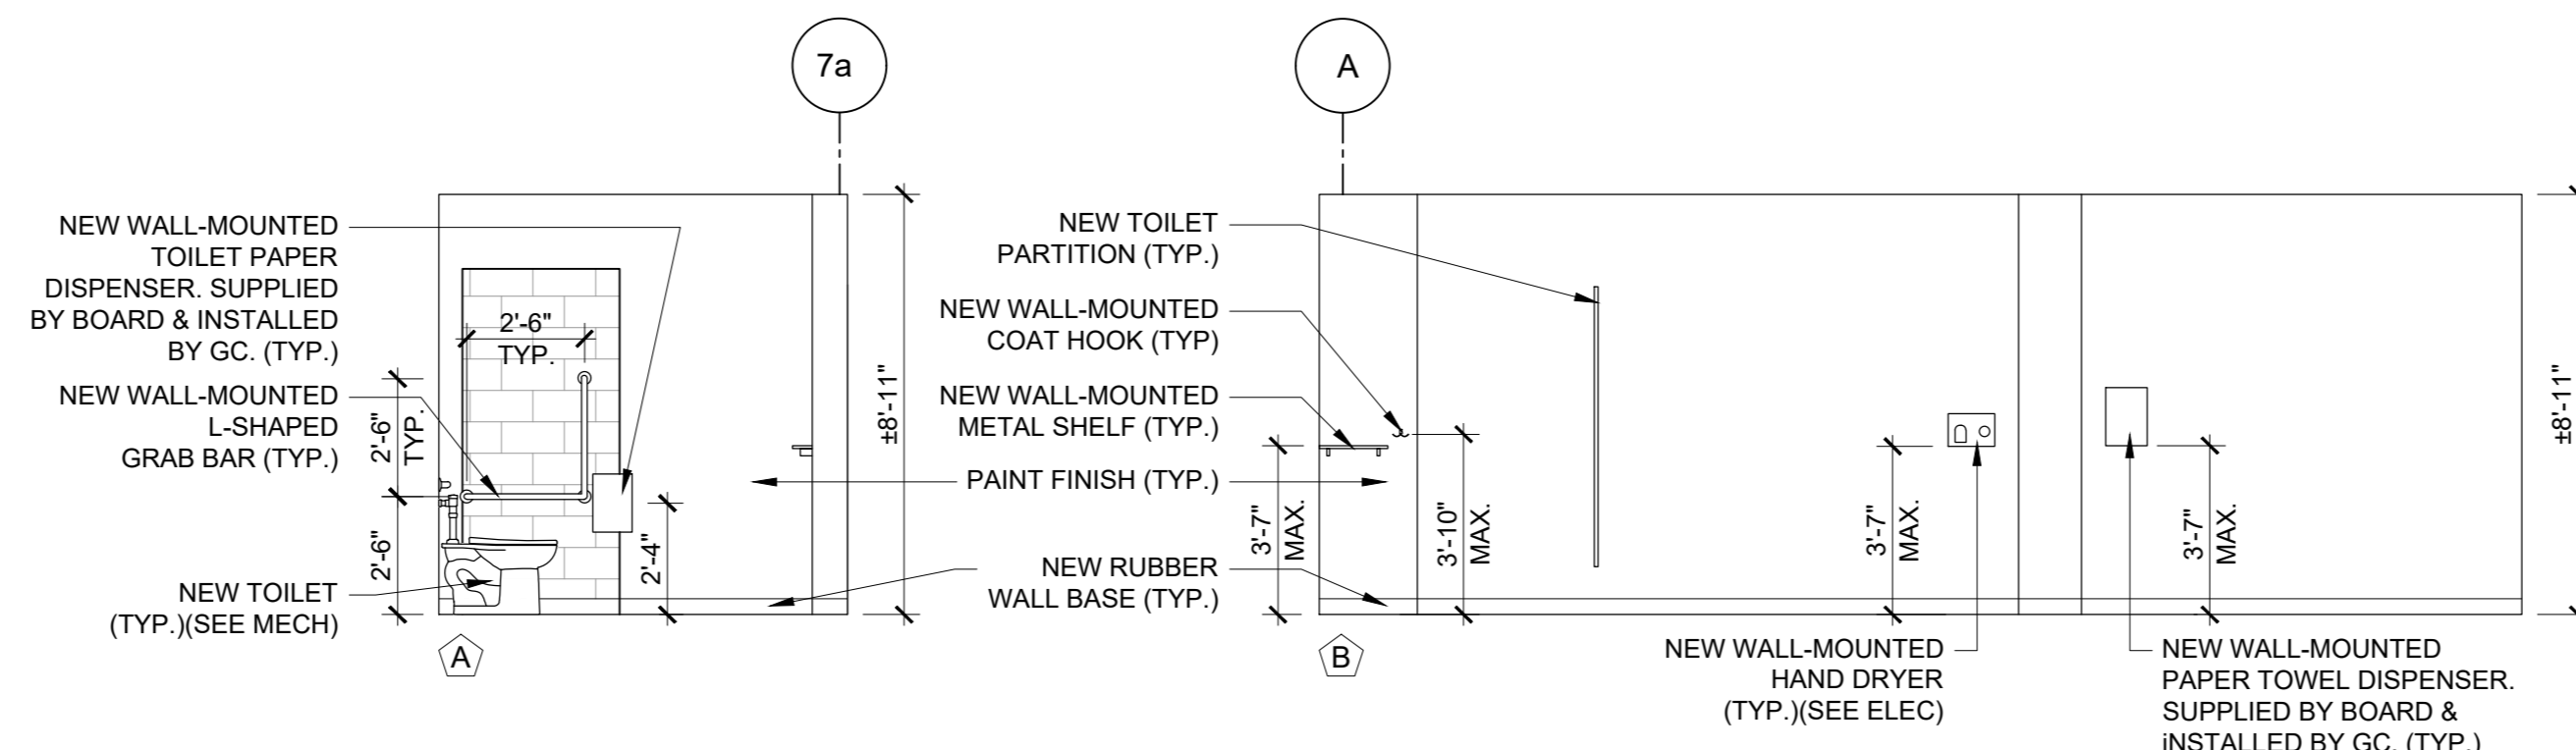 7a
A
NEW WALL-MOUNTED
TOILET PAPER
DISPENSER. SUPPLIED
BY BOARD & INSTALLED
BY GC. (TYP.)
NEW WALL-MOUNTED
L-SHAPED
GRAB BAR (TYP.)
NEW TOILET
(TYP.)(SEE MECH)
2'-6"
TYP.
2'-6"
TYP.
2'-6"
2'-4"
±8'-11"
A
NEW TOILET
PARTITION (TYP.)
NEW WALL-MOUNTED
COAT HOOK (TYP)
NEW WALL-MOUNTED
METAL SHELF (TYP.)
PAINT FINISH (TYP.)
NEW RUBBER
WALL BASE (TYP.)
3'-7"
MAX.
3'-10"
MAX.
3'-7"
MAX.
3'-7"
MAX.
±8'-11"
B
NEW WALL-MOUNTED
HAND DRYER
(TYP.)(SEE ELEC)
NEW WALL-MOUNTED
PAPER TOWEL DISPENSER.
SUPPLIED BY BOARD &
iNSTALLED BY GC. (TYP.)